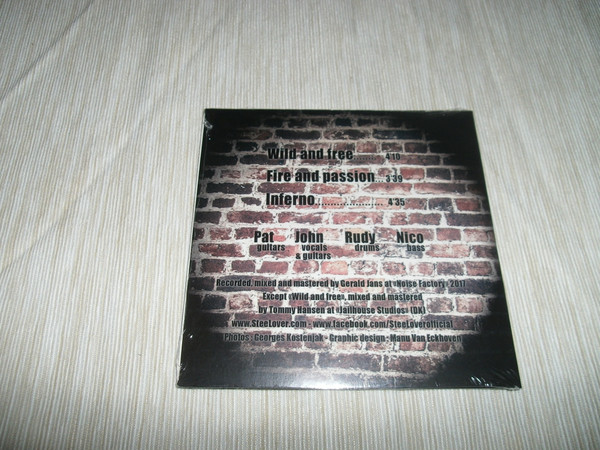 Wild and free ........ 4'10
Fire and passion... 3'39
Inferno..................... 4'35
Pat John Rudy Nico
guitars vocals drums bass
& guitars
Recorded, mixed and mastered by Gerald Jans at «Noise Factory» 2017
Except «Wild and free», mixed and mastered
by Tommy Hansen at «Jailhouse Studios» (DK)
www.SteeLover.com - www.facebook.com/SteeLoverofficial
Photos : Georges Kostenjak - Graphic design : Manu Van Eckhoven